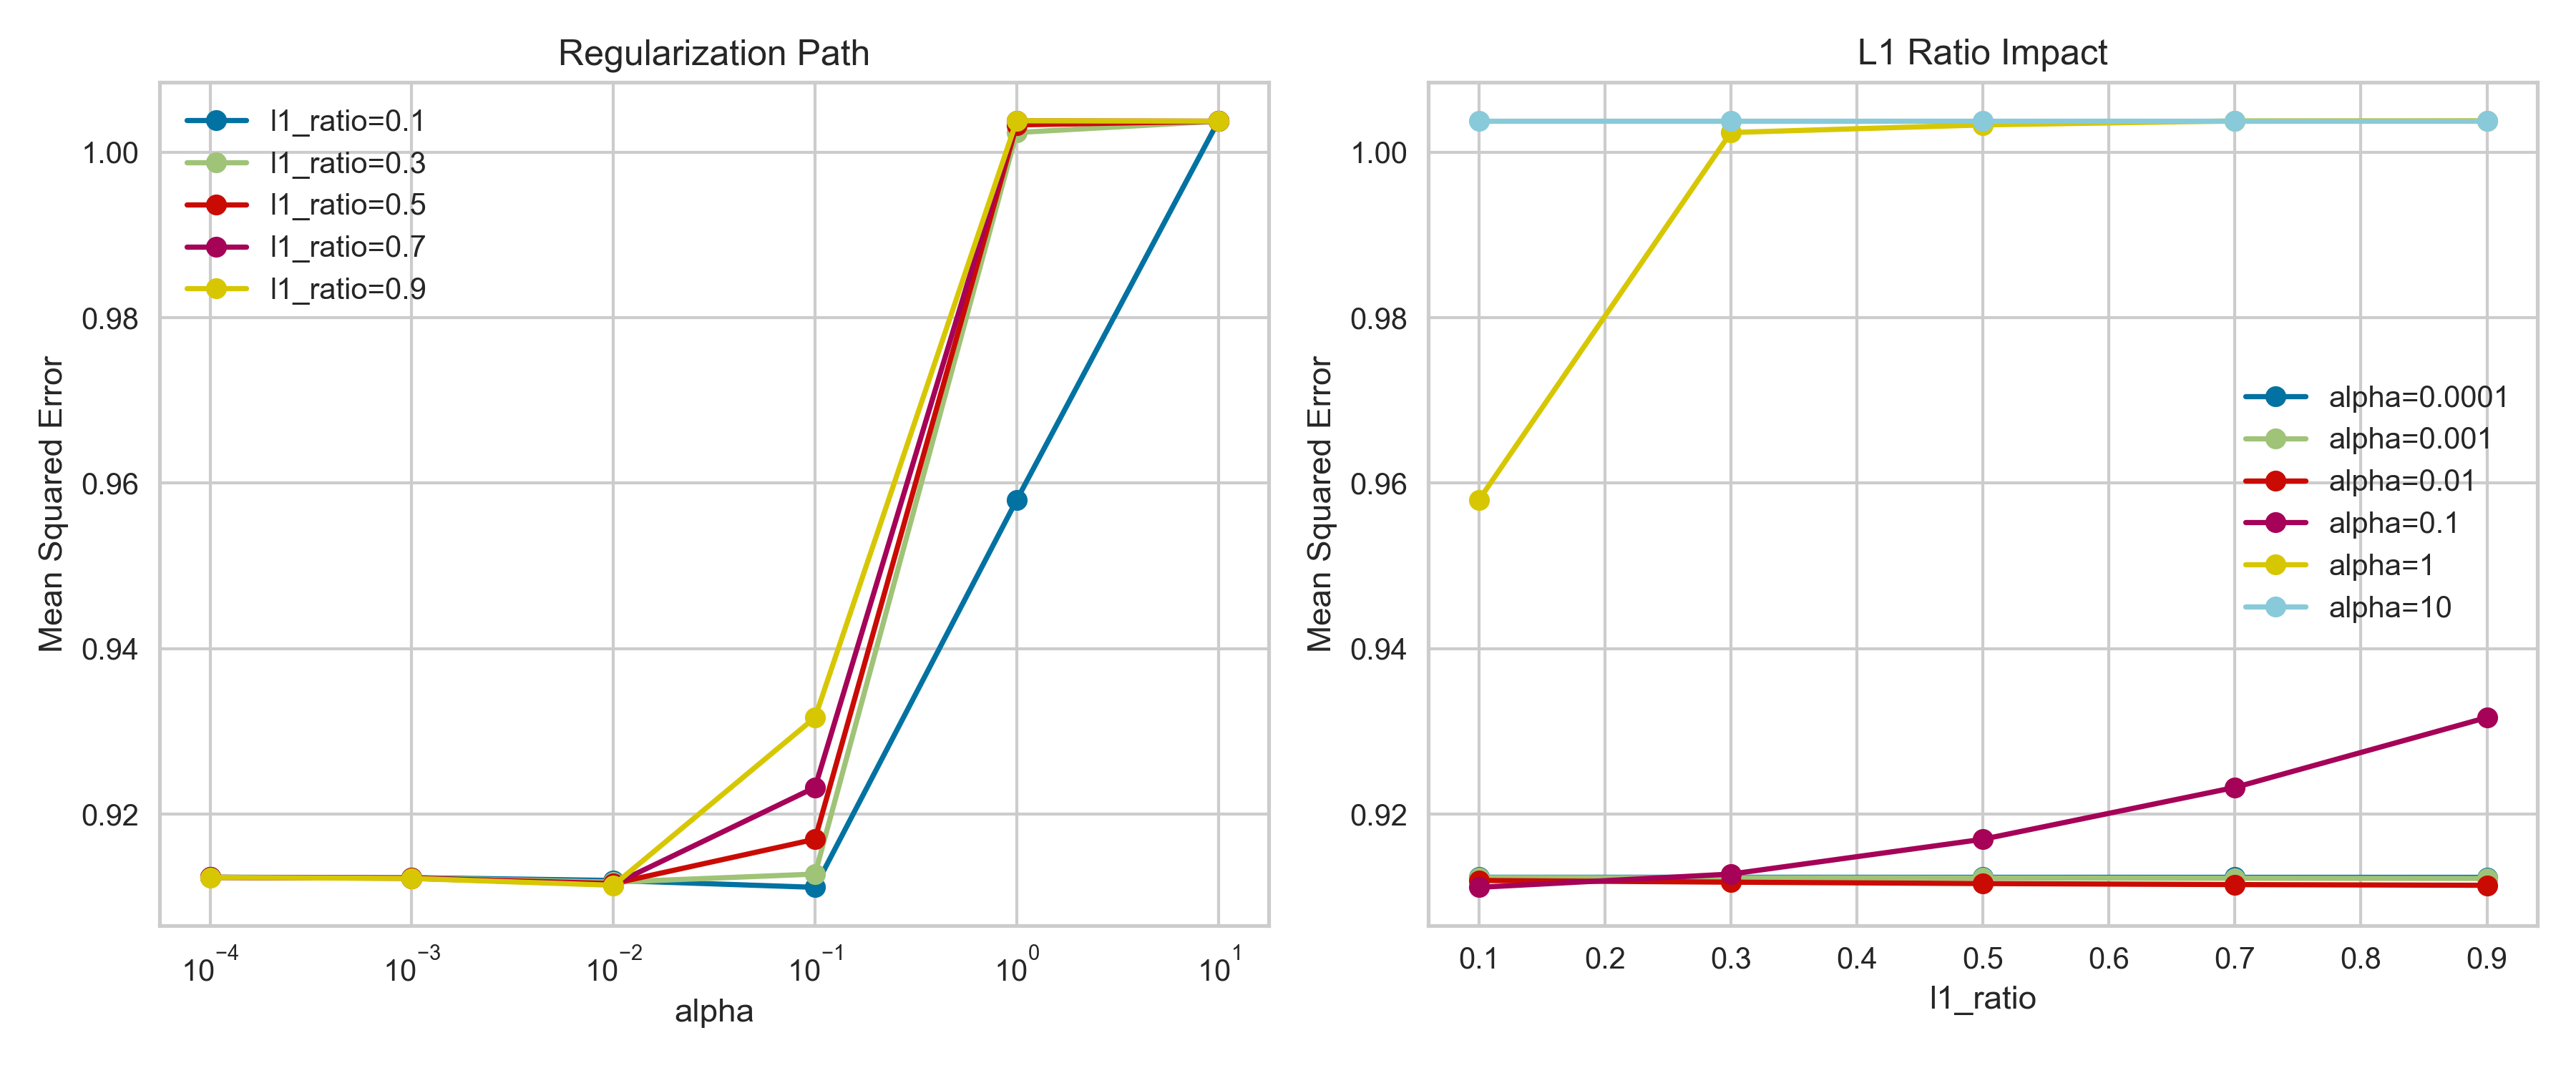 Regularization Path
Mean Squared Error
1.00
0.98
0.96
0.94
0.92
l1_ratio=0.1
l1_ratio=0.3
l1_ratio=0.5
l1_ratio=0.7
l1_ratio=0.9
10⁻⁴ 10⁻³ 10⁻² 10⁻¹ 10⁰ 10¹
alpha
L1 Ratio Impact
Mean Squared Error
1.00
0.98
0.96
0.94
0.92
alpha=0.0001
alpha=0.001
alpha=0.01
alpha=0.1
alpha=1
alpha=10
0.1 0.2 0.3 0.4 0.5 0.6 0.7 0.8 0.9
l1_ratio